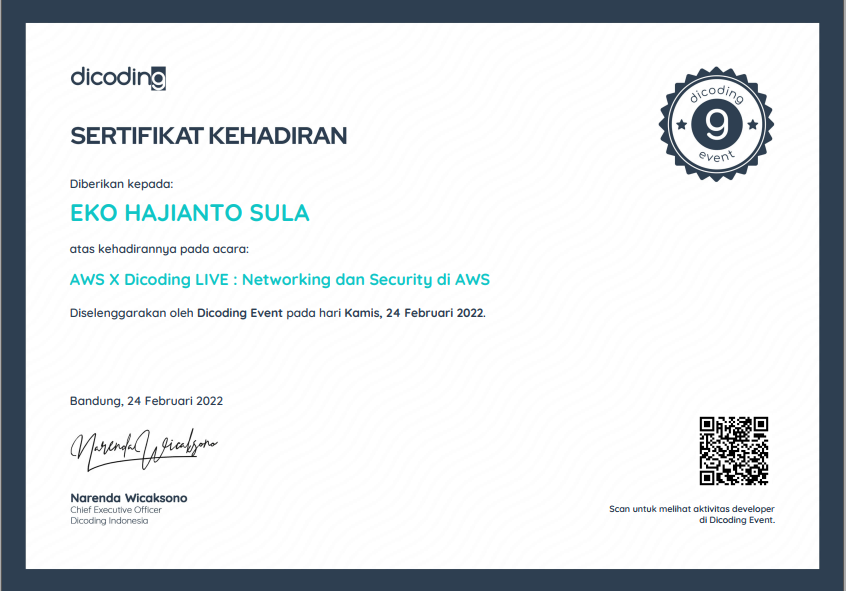 dicoding
SERTIFIKAT KEHADIRAN
dicoding
9
event
Diberikan kepada:
EKO HAJIANTO SULA
atas kehadirannya pada acara:
AWS X Dicoding LIVE : Networking dan Security di AWS
Diselenggarakan oleh Dicoding Event pada hari Kamis, 24 Februari 2022.
Bandung, 24 Februari 2022
Narenda Wicaksono
Narenda Wicaksono
Chief Executive Officer
Dicoding Indonesia
Scan untuk melihat aktivitas developer
di Dicoding Event.